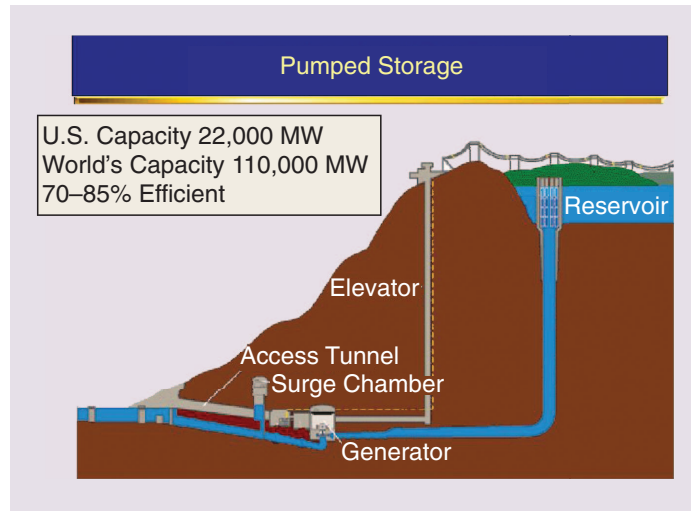 Pumped Storage
U.S. Capacity 22,000 MW
World's Capacity 110,000 MW
70–85% Efficient
Reservoir
Elevator
Access Tunnel
Surge Chamber
Generator